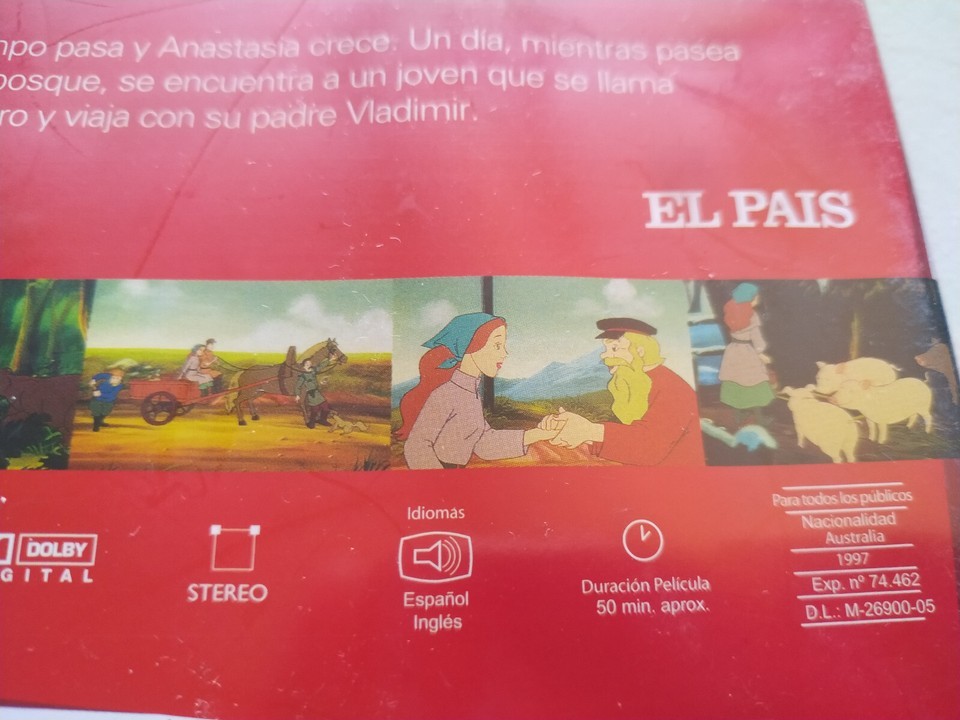 mpo pasa y Anastasia crece. Un día, mientras pasea
bosque, se encuentra a un joven que se llama
ro y viaja con su padre Vladimir.
EL PAIS
DOLBY
GITAL
STEREO
Idiomas
Español
Inglés
Duración Película
50 min. aprox.
Para todos los públicos
Nacionalidad
Australia
1997
Exp. nº 74.462
D.L.: M-26900-05